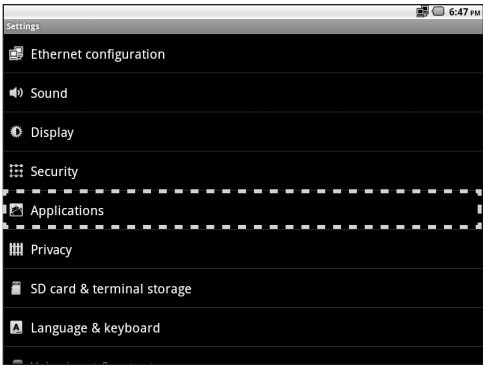 6:47 PM
Settings
Ethernet configuration
Sound
Display
Security
Applications
Privacy
SD card & terminal storage
Language & keyboard